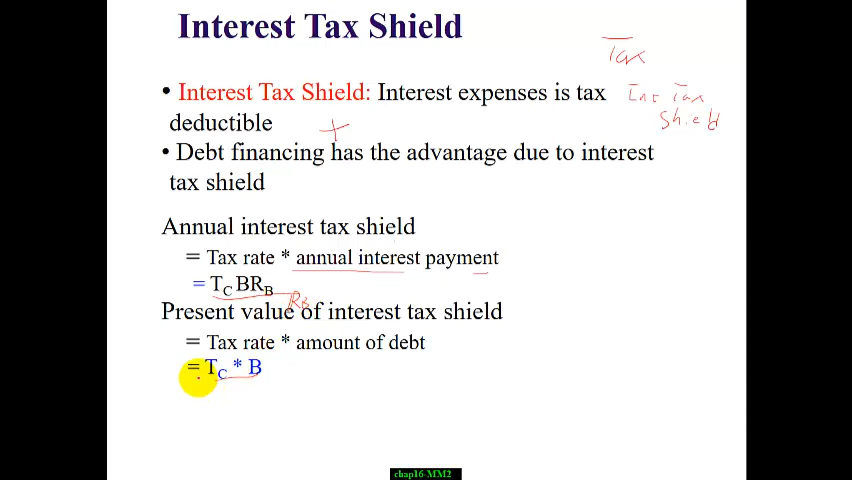 Interest Tax Shield
Tax
• Interest Tax Shield: Interest expenses is tax
deductible
Int Tax
Shield
+
• Debt financing has the advantage due to interest
tax shield
Annual interest tax shield
= Tax rate * annual interest payment
= TC BRB
RB
Present value of interest tax shield
= Tax rate * amount of debt
= TC * B
chap16-MM2